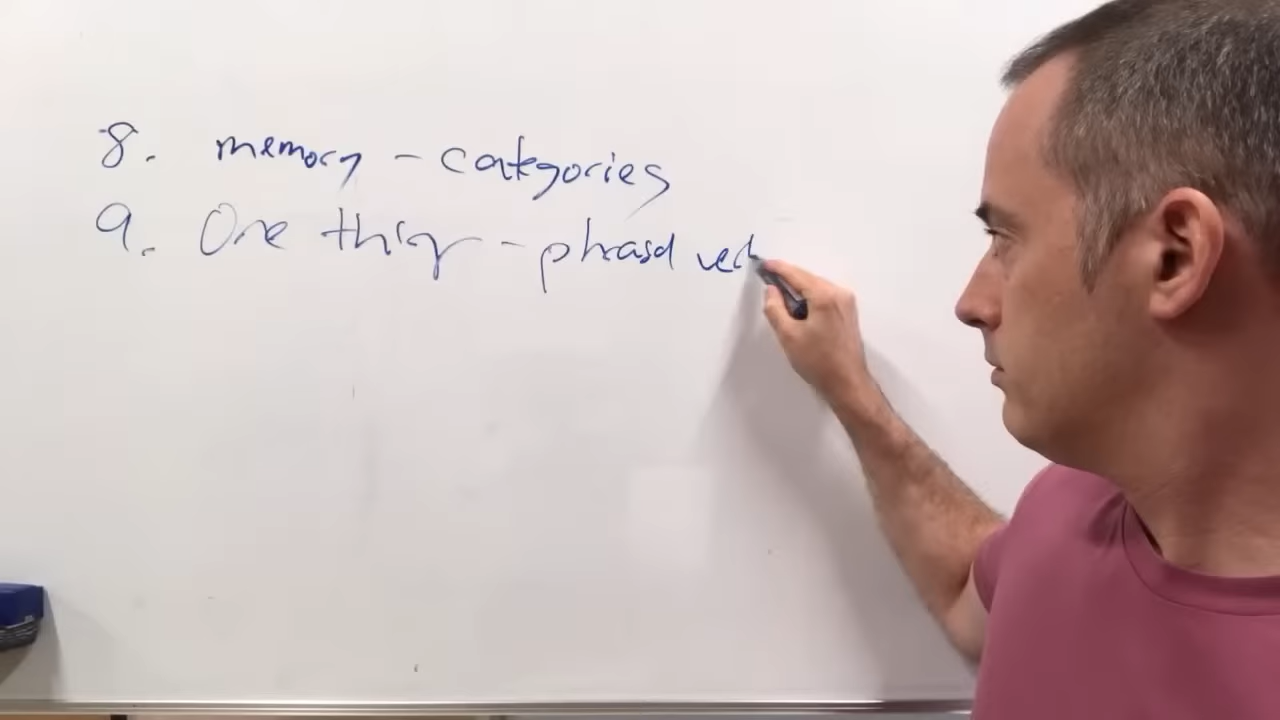 8. memory - categories
9. One thing - phrasal verb